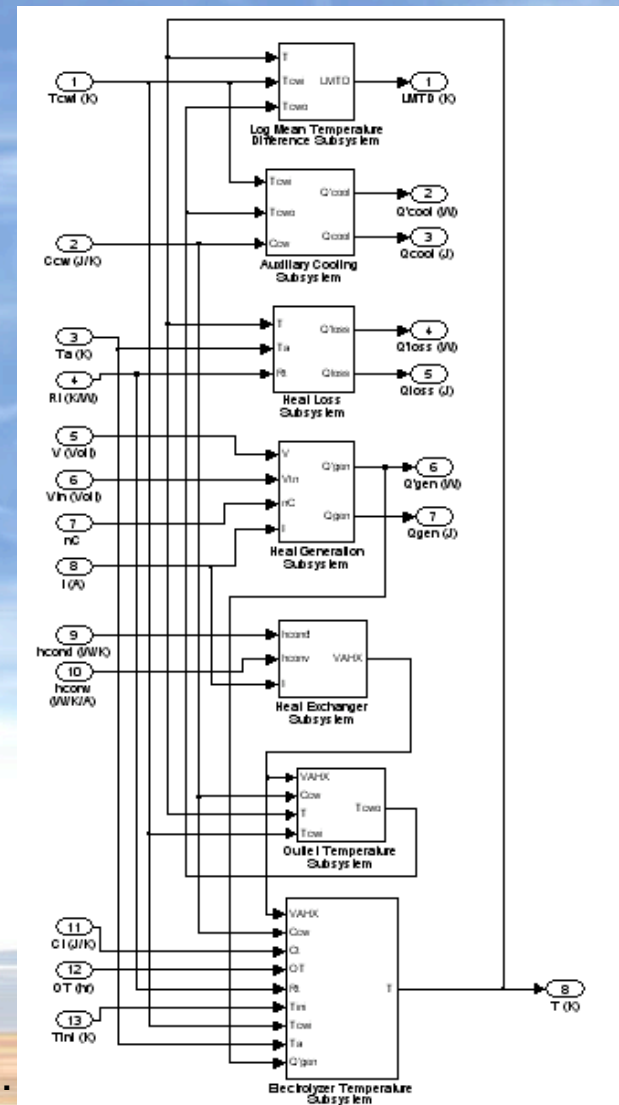 1
Tcwi (K)
T
Tcw
Tcwo
LMTD
Log Mean Temperature
Difference Subsystem
1
LMTD (K)
Tcw
Tcwo
Ccw
Q'cool
Qcool
Auxiliary Cooling
Subsystem
2
Q'cool (W)
3
Qcool (J)
2
Ccw (J/K)
3
Ta (K)
4
Rt (K/W)
T
Ta
Rt
Q'loss
Qloss
Heat Loss
Subsystem
4
Q'loss (W)
5
Qloss (J)
5
V (Volt)
6
Vtn (Volt)
7
nC
8
I (A)
V
Vtn
nC
I
Q'gen
Qgen
Heat Generation
Subsystem
6
Q'gen (W)
7
Qgen (J)
9
hcond (W/K)
10
hconv
(W/K/A)
hcond
hconv
I
VAHX
Heat Exchanger
Subsystem
VAHX
Ccw
T
Tcw
Tcwo
Outlet Temperature
Subsystem
11
Ct (J/K)
12
OT (hr)
13
Tini (K)
VAHX
Ccw
Ct
OT
Rt
Tini
Tcwi
Ta
Q'gen
T
Electrolyzer Temperature
Subsystem
8
T (K)
.